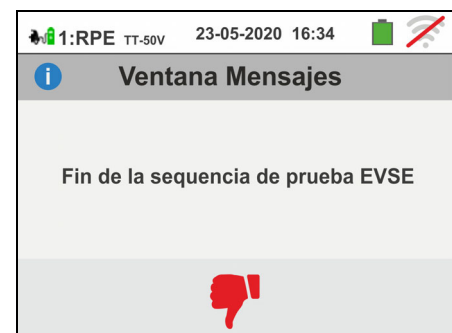 1:RPE TT-50V 23-05-2020 16:34
i Ventana Mensajes
Fin de la sequencia de prueba EVSE